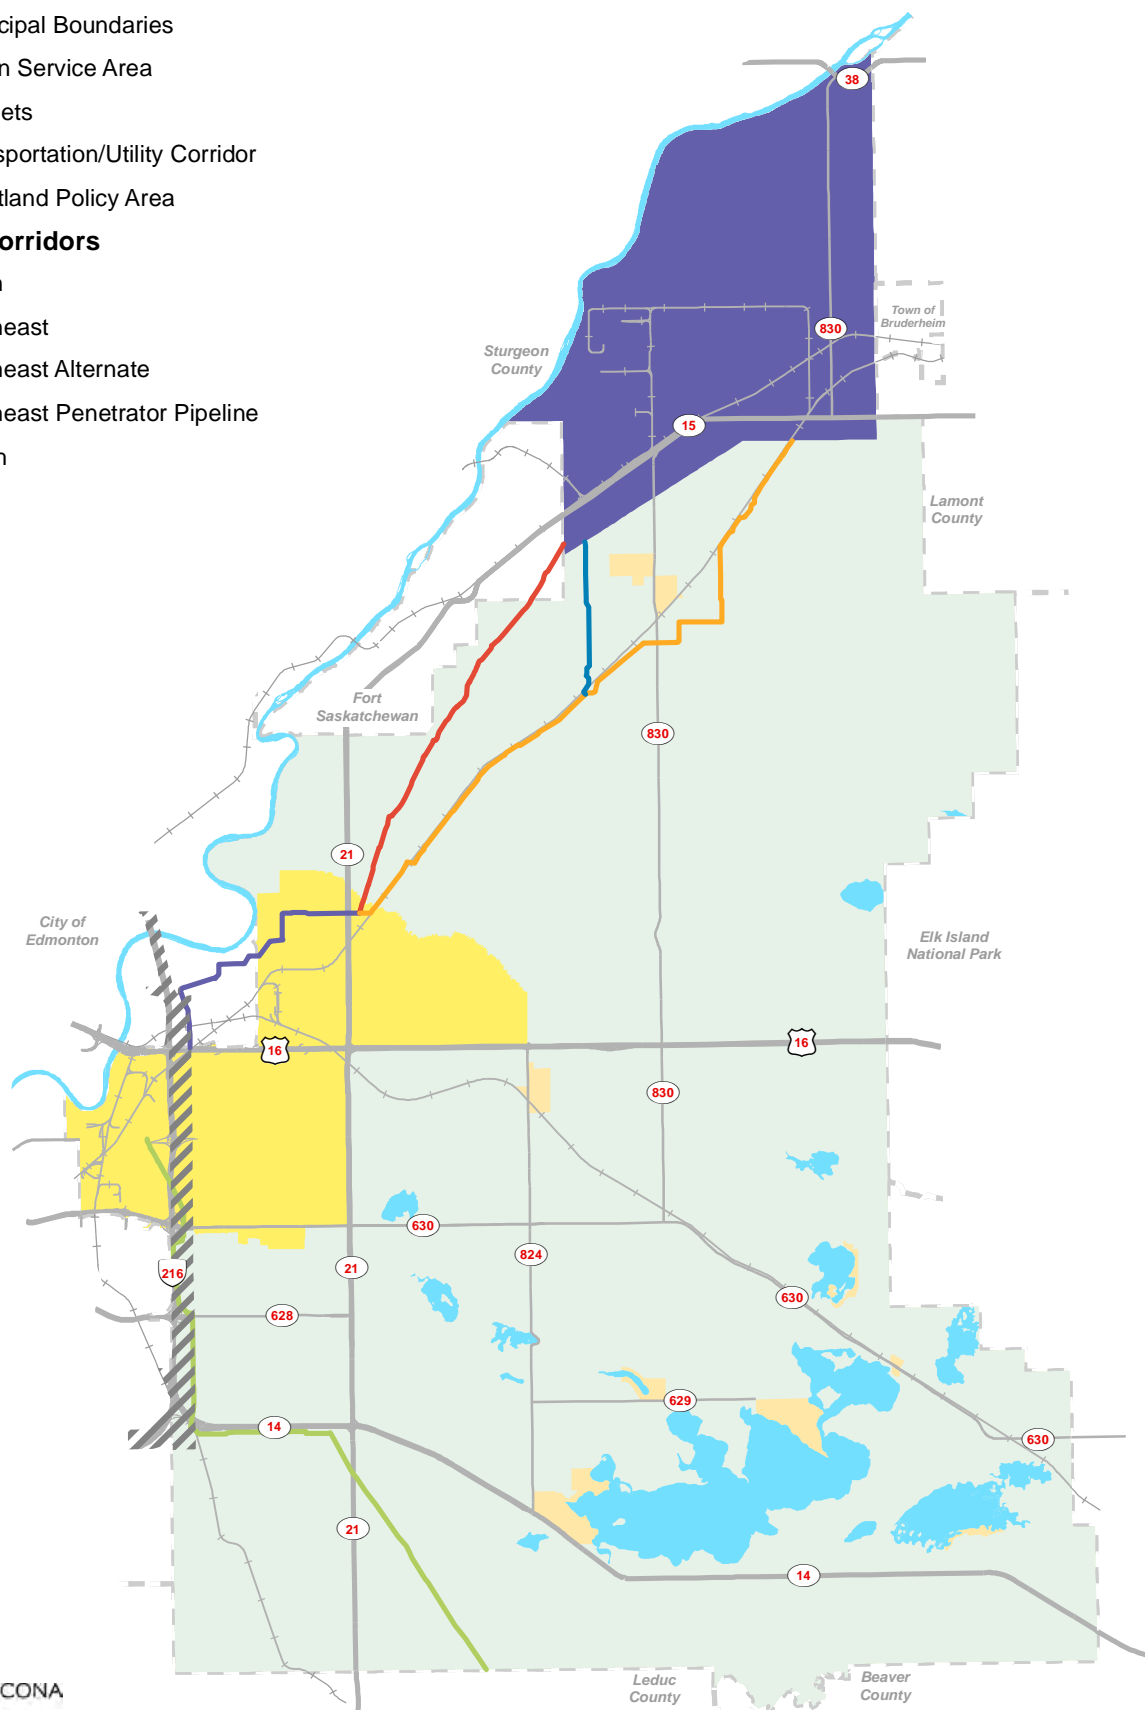 cipal Boundaries
n Service Area
ets
sportation/Utility Corridor
tland Policy Area
orridors
n
heast
heast Alternate
heast Penetrator Pipeline
n
38
830
Town of
Bruderheim
Sturgeon
County
15
Lamont
County
Fort
Saskatchewan
830
21
City of
Edmonton
Elk Island
National Park
16
16
830
630
824
216
21
628
630
629
14
630
21
14
Leduc
County
Beaver
County
CONA